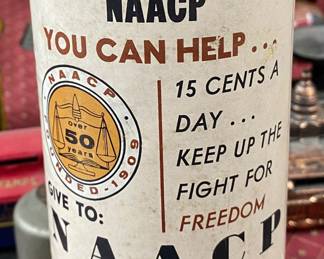 NAACP
YOU CAN HELP . . .
NAACP
over
50
years
FOUNDED-1909
15 CENTS A
DAY . . .
KEEP UP THE
FIGHT FOR
FREEDOM
GIVE TO:
NAACP